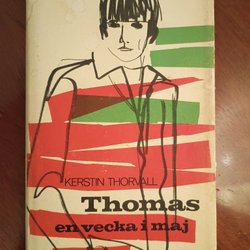 KERSTIN THORVALL
Thomas
en vecka i maj